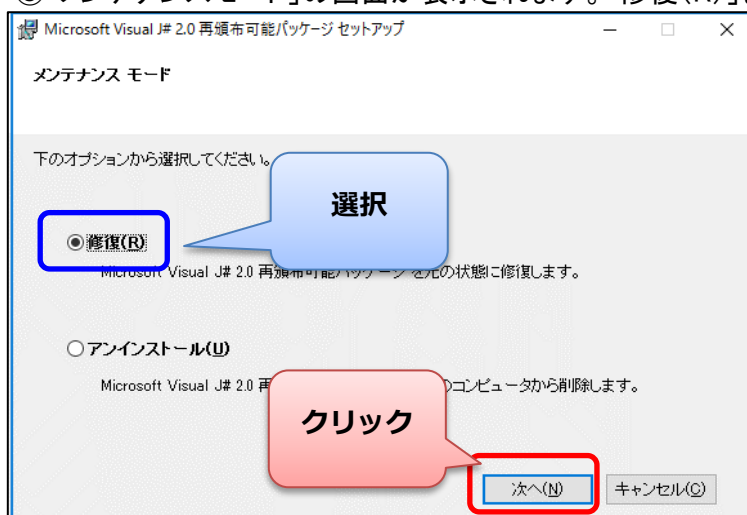 Microsoft Visual J# 2.0 再頒布可能パッケージ セットアップ
メンテナンス モード
下のオプションから選択してください。
選択
修復(R)
Microsoft Visual J# 2.0 再頒布可能パッケージ を元の状態に修復します。
アンインストール(U)
Microsoft Visual J# 2.0 再 のコンピュータから削除します。
クリック
次へ(N)
キャンセル(C)